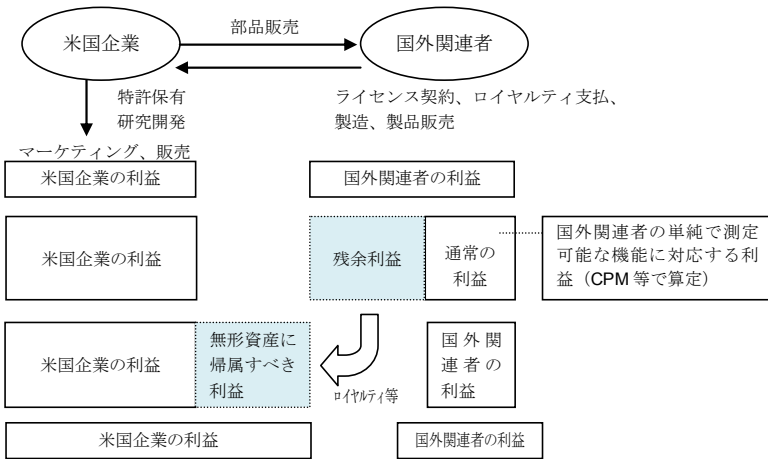 部品販売
米国企業
国外関連者
特許保有
研究開発
ライセンス契約、ロイヤルティ支払、
製造、製品販売
マーケティング、販売
米国企業の利益
国外関連者の利益
米国企業の利益
残余利益
通常の
利益
国外関連者の単純で測定
可能な機能に対応する利
益（CPM 等で算定）
米国企業の利益
無形資産に
帰属すべき
利益
ロイヤルティ等
国外関
連者の
利益
米国企業の利益
国外関連者の利益